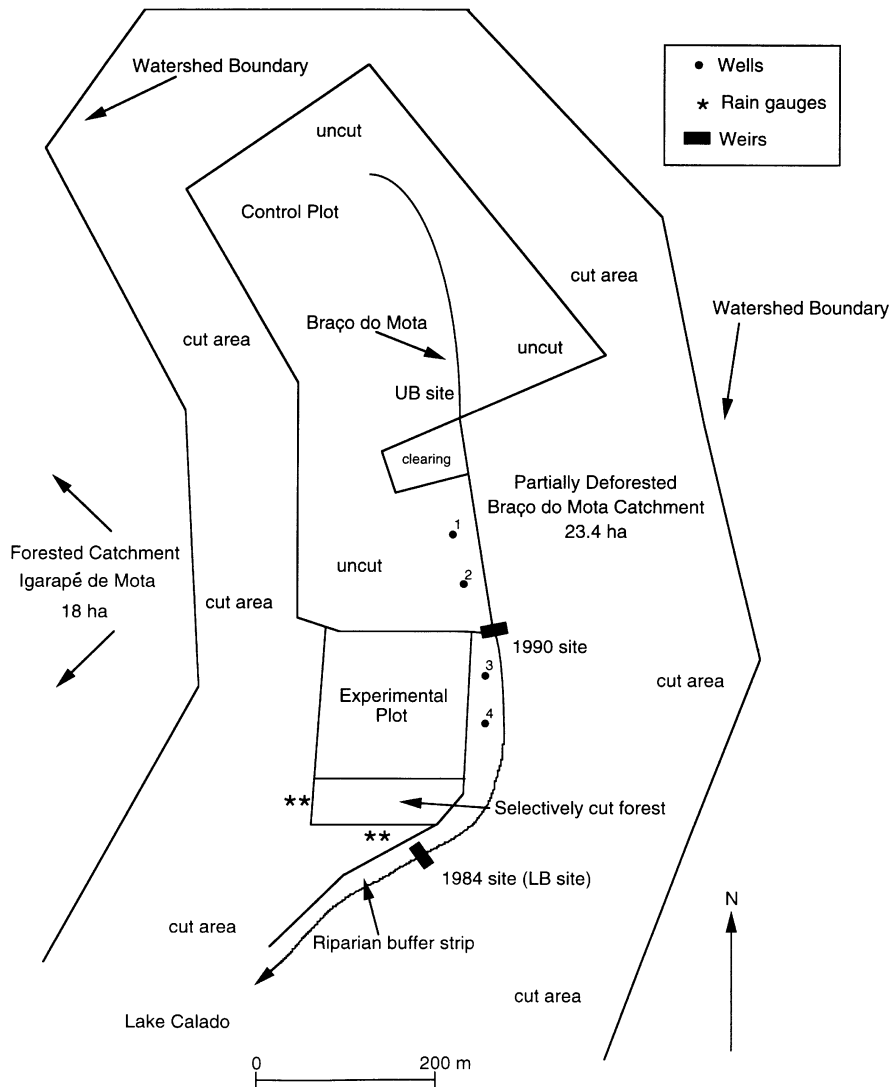 Watershed Boundary
Wells
** Rain gauges
Weirs
uncut
Control Plot
cut area
Watershed Boundary
Braço do Mota
cut area
uncut
UB site
clearing
Partially Deforested
Braço do Mota Catchment
23.4 ha
1
Forested Catchment
Igarapé de Mota
18 ha
uncut
2
cut area
1990 site
3
cut area
Experimental
Plot
4
**
Selectively cut forest
**
1984 site (LB site)
N
cut area
Riparian buffer strip
cut area
Lake Calado
0
200 m